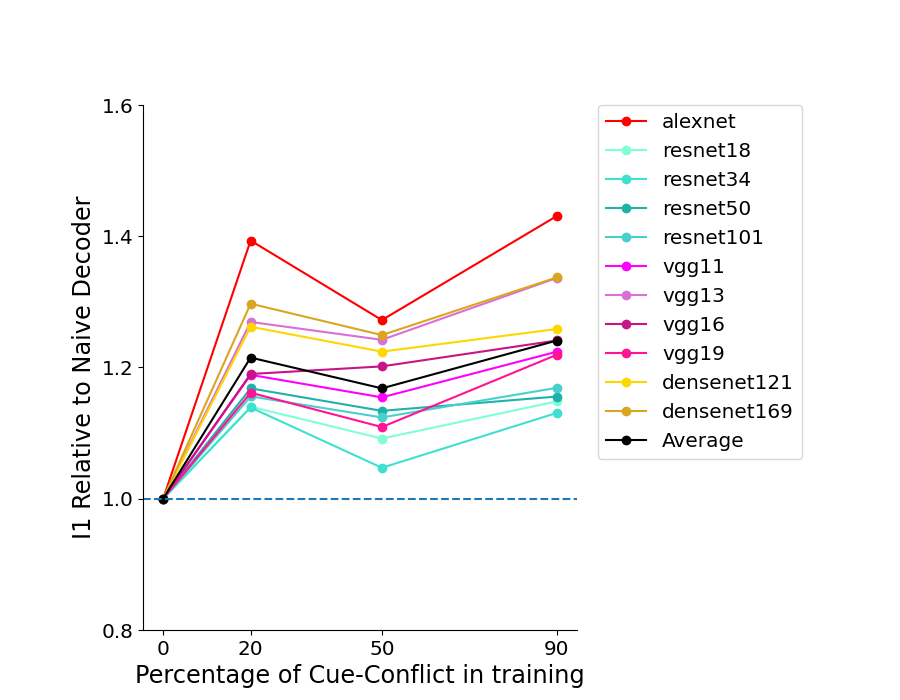 1.6
1.4
1.2
1.0
0.8
I1 Relative to Naive Decoder
0
20
50
90
Percentage of Cue-Conflict in training
alexnet
resnet18
resnet34
resnet50
resnet101
vgg11
vgg13
vgg16
vgg19
densenet121
densenet169
Average